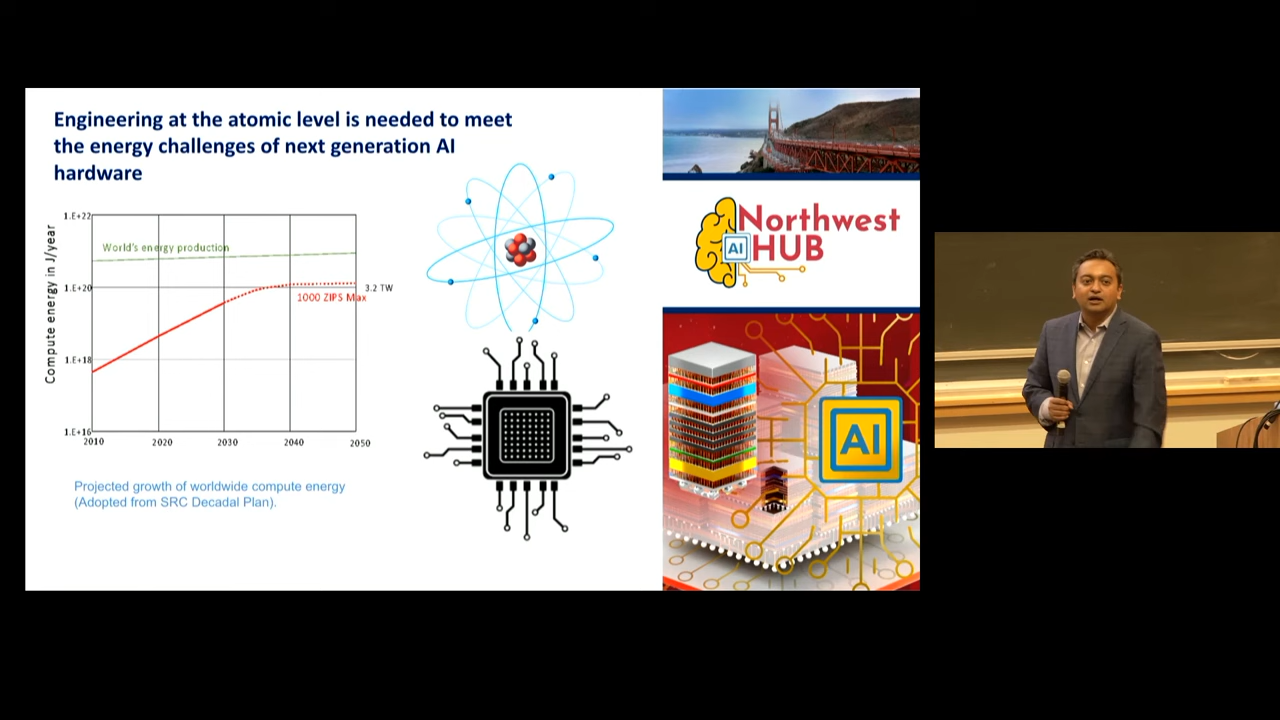 Engineering at the atomic level is needed to meet
the energy challenges of next generation AI
hardware
Compute energy in J/year
1.E+22
1.E+20
1.E+18
1.E+16
World's energy production
3.2 TW
1000 ZIPS Max
2010 2020 2030 2040 2050
Projected growth of worldwide compute energy
(Adopted from SRC Decadal Plan).
Northwest
AI HUB
AI